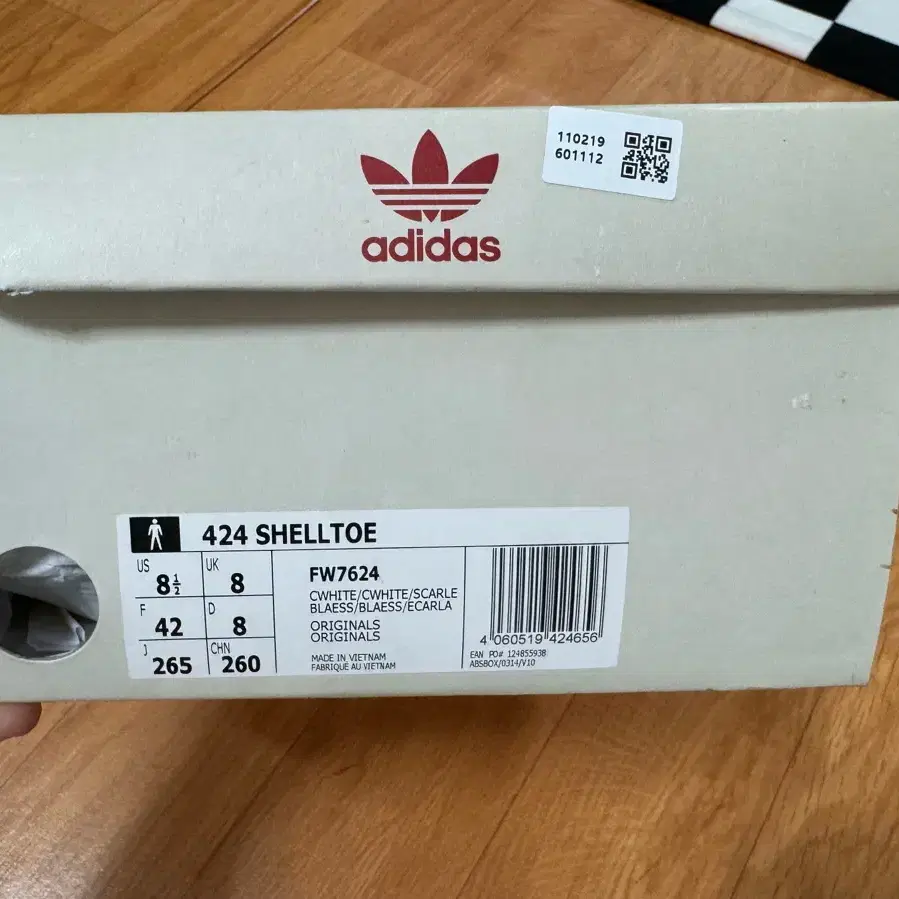 110219
601112
adidas
424 SHELLTOE
US
8½
UK
8
F
42
D
8
J
265
CHN
260
FW7624
CWHITE/CWHITE/SCARLE
BLAESS/BLAESS/ECARLA
ORIGINALS
ORIGINALS
MADE IN VIETNAM
FABRIQUE AU VIETNAM
4 060519 424656
EAN PO# 124855938
ABSBOX/0314/V10